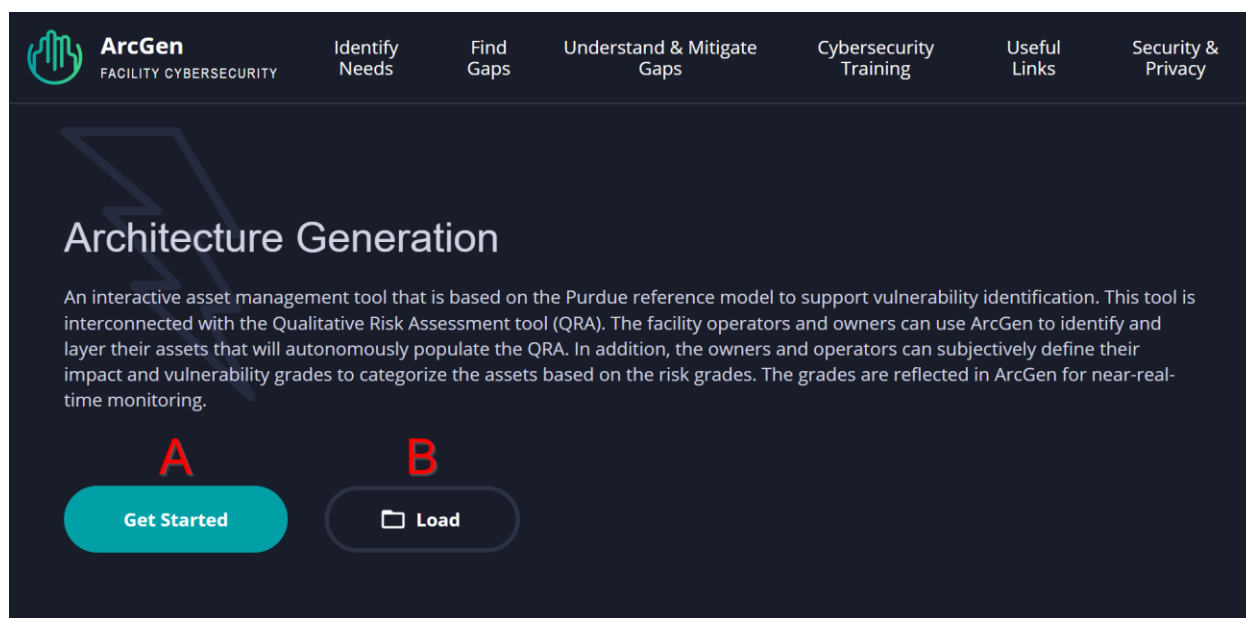 ArcGen
FACILITY CYBERSECURITY
Identify
Needs
Find
Gaps
Understand & Mitigate
Gaps
Cybersecurity
Training
Useful
Links
Security &
Privacy
Architecture Generation
An interactive asset management tool that is based on the Purdue reference model to support vulnerability identification. This tool is
interconnected with the Qualitative Risk Assessment tool (QRA). The facility operators and owners can use ArcGen to identify and
layer their assets that will autonomously populate the QRA. In addition, the owners and operators can subjectively define their
impact and vulnerability grades to categorize the assets based on the risk grades. The grades are reflected in ArcGen for near-real-
time monitoring.
A
B
Get Started
Load